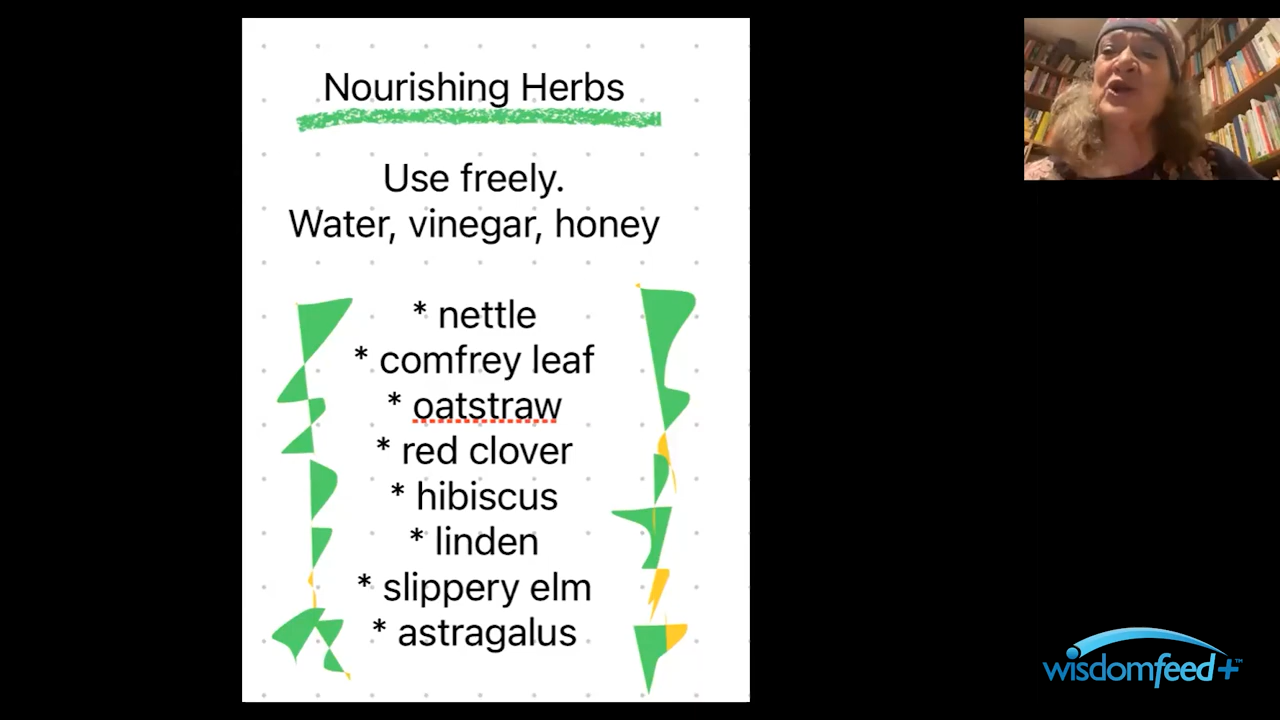 Nourishing Herbs
Use freely.
Water, vinegar, honey
* nettle
* comfrey leaf
* oatstraw
* red clover
* hibiscus
* linden
* slippery elm
* astragalus
wisdomfeed+™